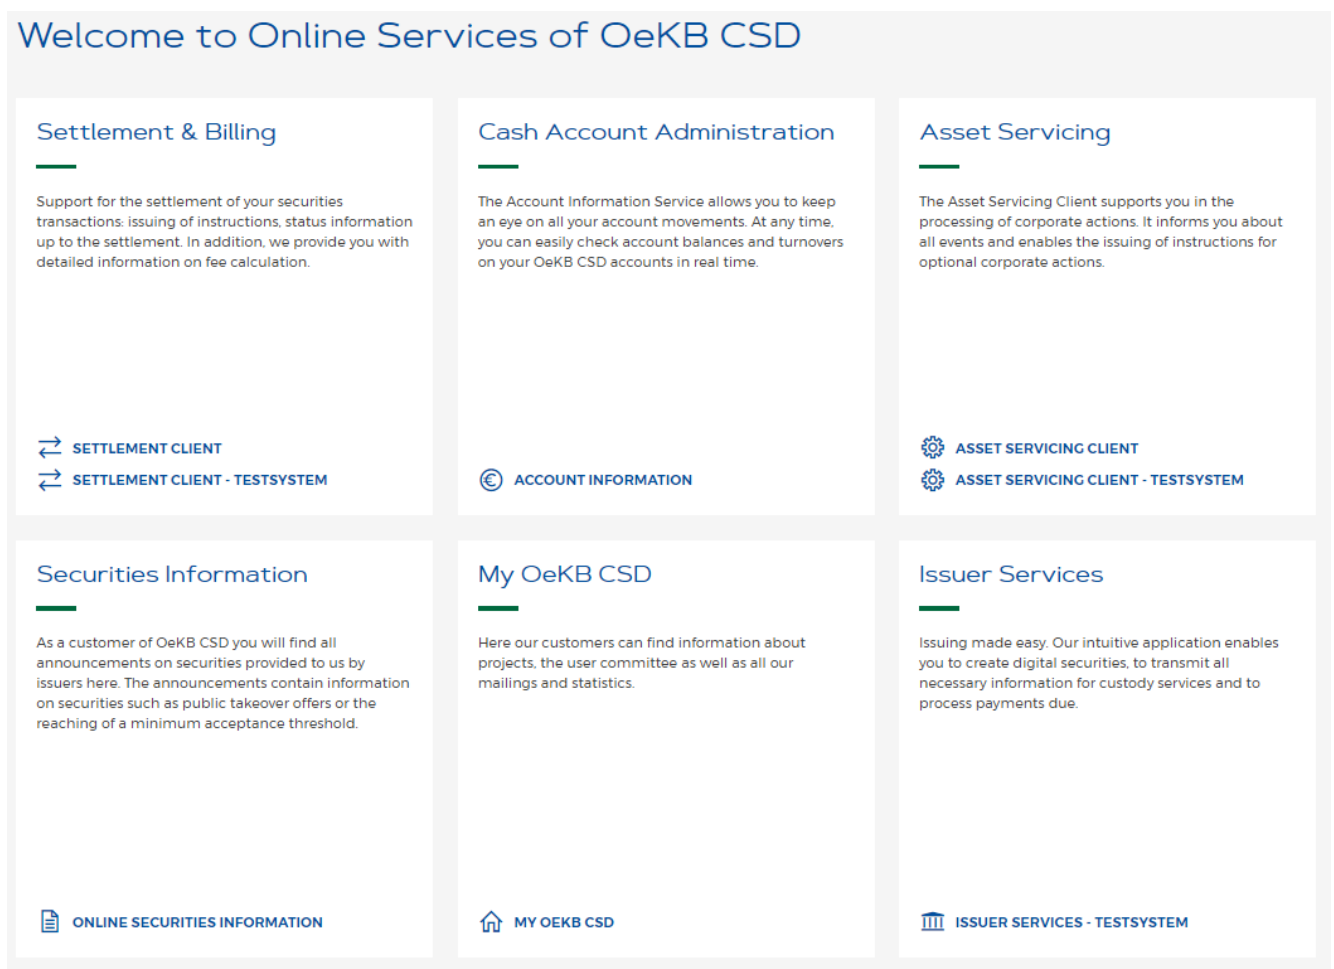 Welcome to Online Services of OeKB CSD
Settlement & Billing
Support for the settlement of your securities
transactions: issuing of instructions, status information
up to the settlement. In addition, we provide you with
detailed information on fee calculation.
SETTLEMENT CLIENT
SETTLEMENT CLIENT - TESTSYSTEM
Cash Account Administration
The Account Information Service allows you to keep
an eye on all your account movements. At any time,
you can easily check account balances and turnovers
on your OeKB CSD accounts in real time.
ACCOUNT INFORMATION
Asset Servicing
The Asset Servicing Client supports you in the
processing of corporate actions. It informs you about
all events and enables the issuing of instructions for
optional corporate actions.
ASSET SERVICING CLIENT
ASSET SERVICING CLIENT - TESTSYSTEM
Securities Information
As a customer of OeKB CSD you will find all
announcements on securities provided to us by
issuers here. The announcements contain information
on securities such as public takeover offers or the
reaching of a minimum acceptance threshold.
ONLINE SECURITIES INFORMATION
My OeKB CSD
Here our customers can find information about
projects, the user committee as well as all our
mailings and statistics.
MY OEKB CSD
Issuer Services
Issuing made easy. Our intuitive application enables
you to create digital securities, to transmit all
necessary information for custody services and to
process payments due.
ISSUER SERVICES - TESTSYSTEM